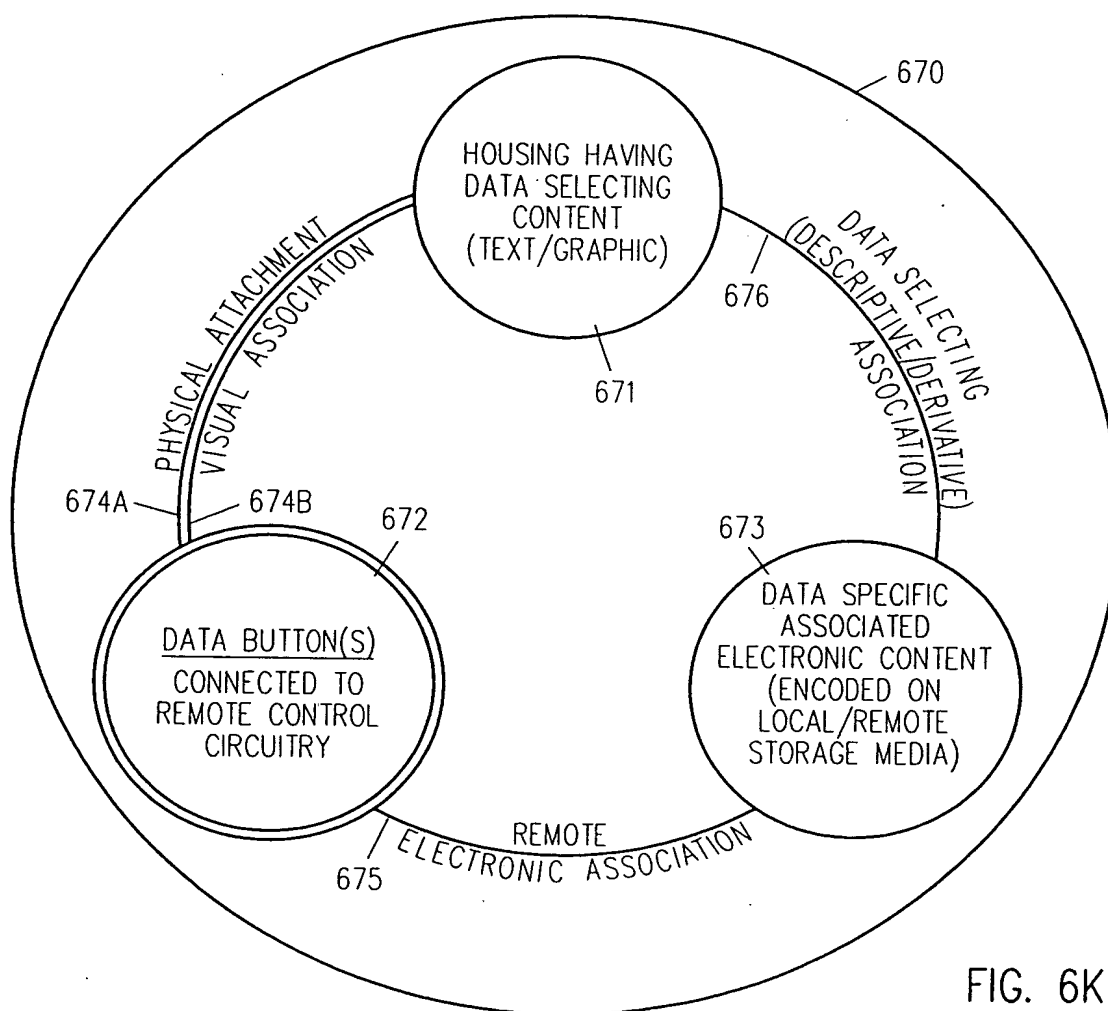 670
HOUSING HAVING
DATA SELECTING
CONTENT
(TEXT/GRAPHIC)
671
676
DATA SELECTING
(DESCRIPTIVE/DERIVATIVE)
ASSOCIATION
PHYSICAL ATTACHMENT
VISUAL ASSOCIATION
674A
674B
672
DATA BUTTON(S)
CONNECTED TO
REMOTE CONTROL
CIRCUITRY
673
DATA SPECIFIC
ASSOCIATED
ELECTRONIC CONTENT
(ENCODED ON
LOCAL/REMOTE
STORAGE MEDIA)
REMOTE
ELECTRONIC ASSOCIATION
675
FIG. 6K